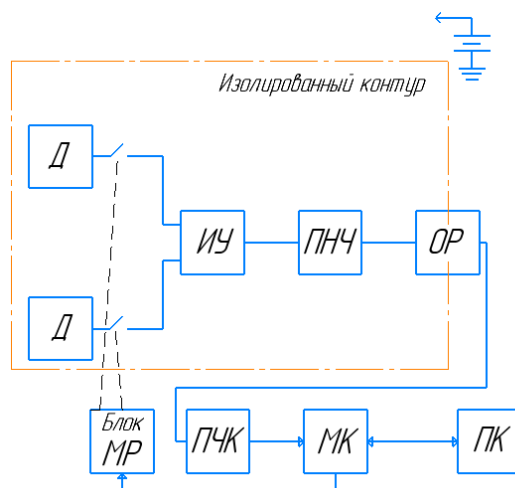 Изолированный контур
Д
ИУ
ПНЧ
ОР
Д
Блок
МР
ПЧК
МК
ПК